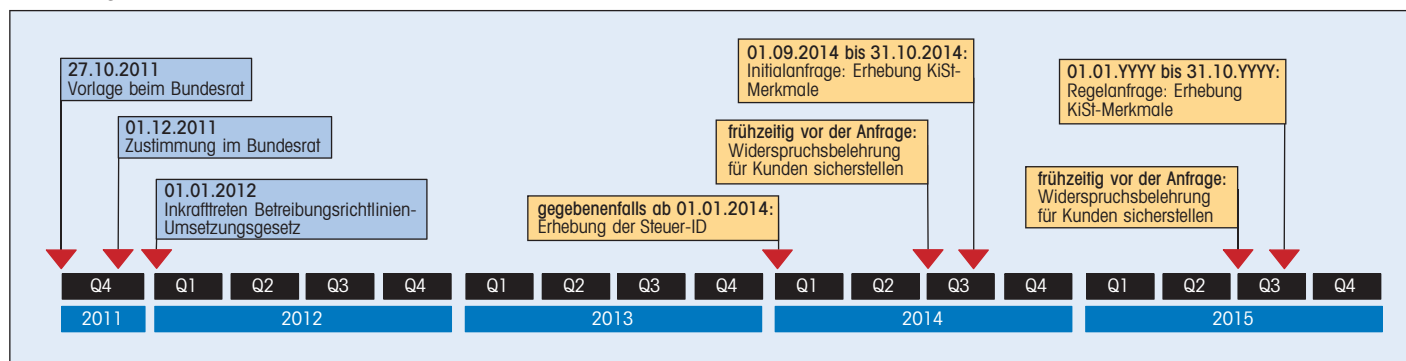 27.10.2011
Vorlage beim Bundesrat
01.12.2011
Zustimmung im Bundesrat
01.01.2012
Inkrafttreten Betreibungsrichtlinien-
Umsetzungsgesetz
gegebenenfalls ab 01.01.2014:
Erhebung der Steuer-ID
frühzeitig vor der Anfrage:
Widerspruchsbelehrung
für Kunden sicherstellen
01.09.2014 bis 31.10.2014:
Initialanfrage: Erhebung KiSt-
Merkmale
frühzeitig vor der Anfrage:
Widerspruchsbelehrung
für Kunden sicherstellen
01.01.YYYY bis 31.10.YYYY:
Regelanfrage: Erhebung
KiSt-Merkmale
Q4 Q1 Q2 Q3 Q4 Q1 Q2 Q3 Q4 Q1 Q2 Q3 Q4 Q1 Q2 Q3 Q4
2011 2012 2013 2014 2015